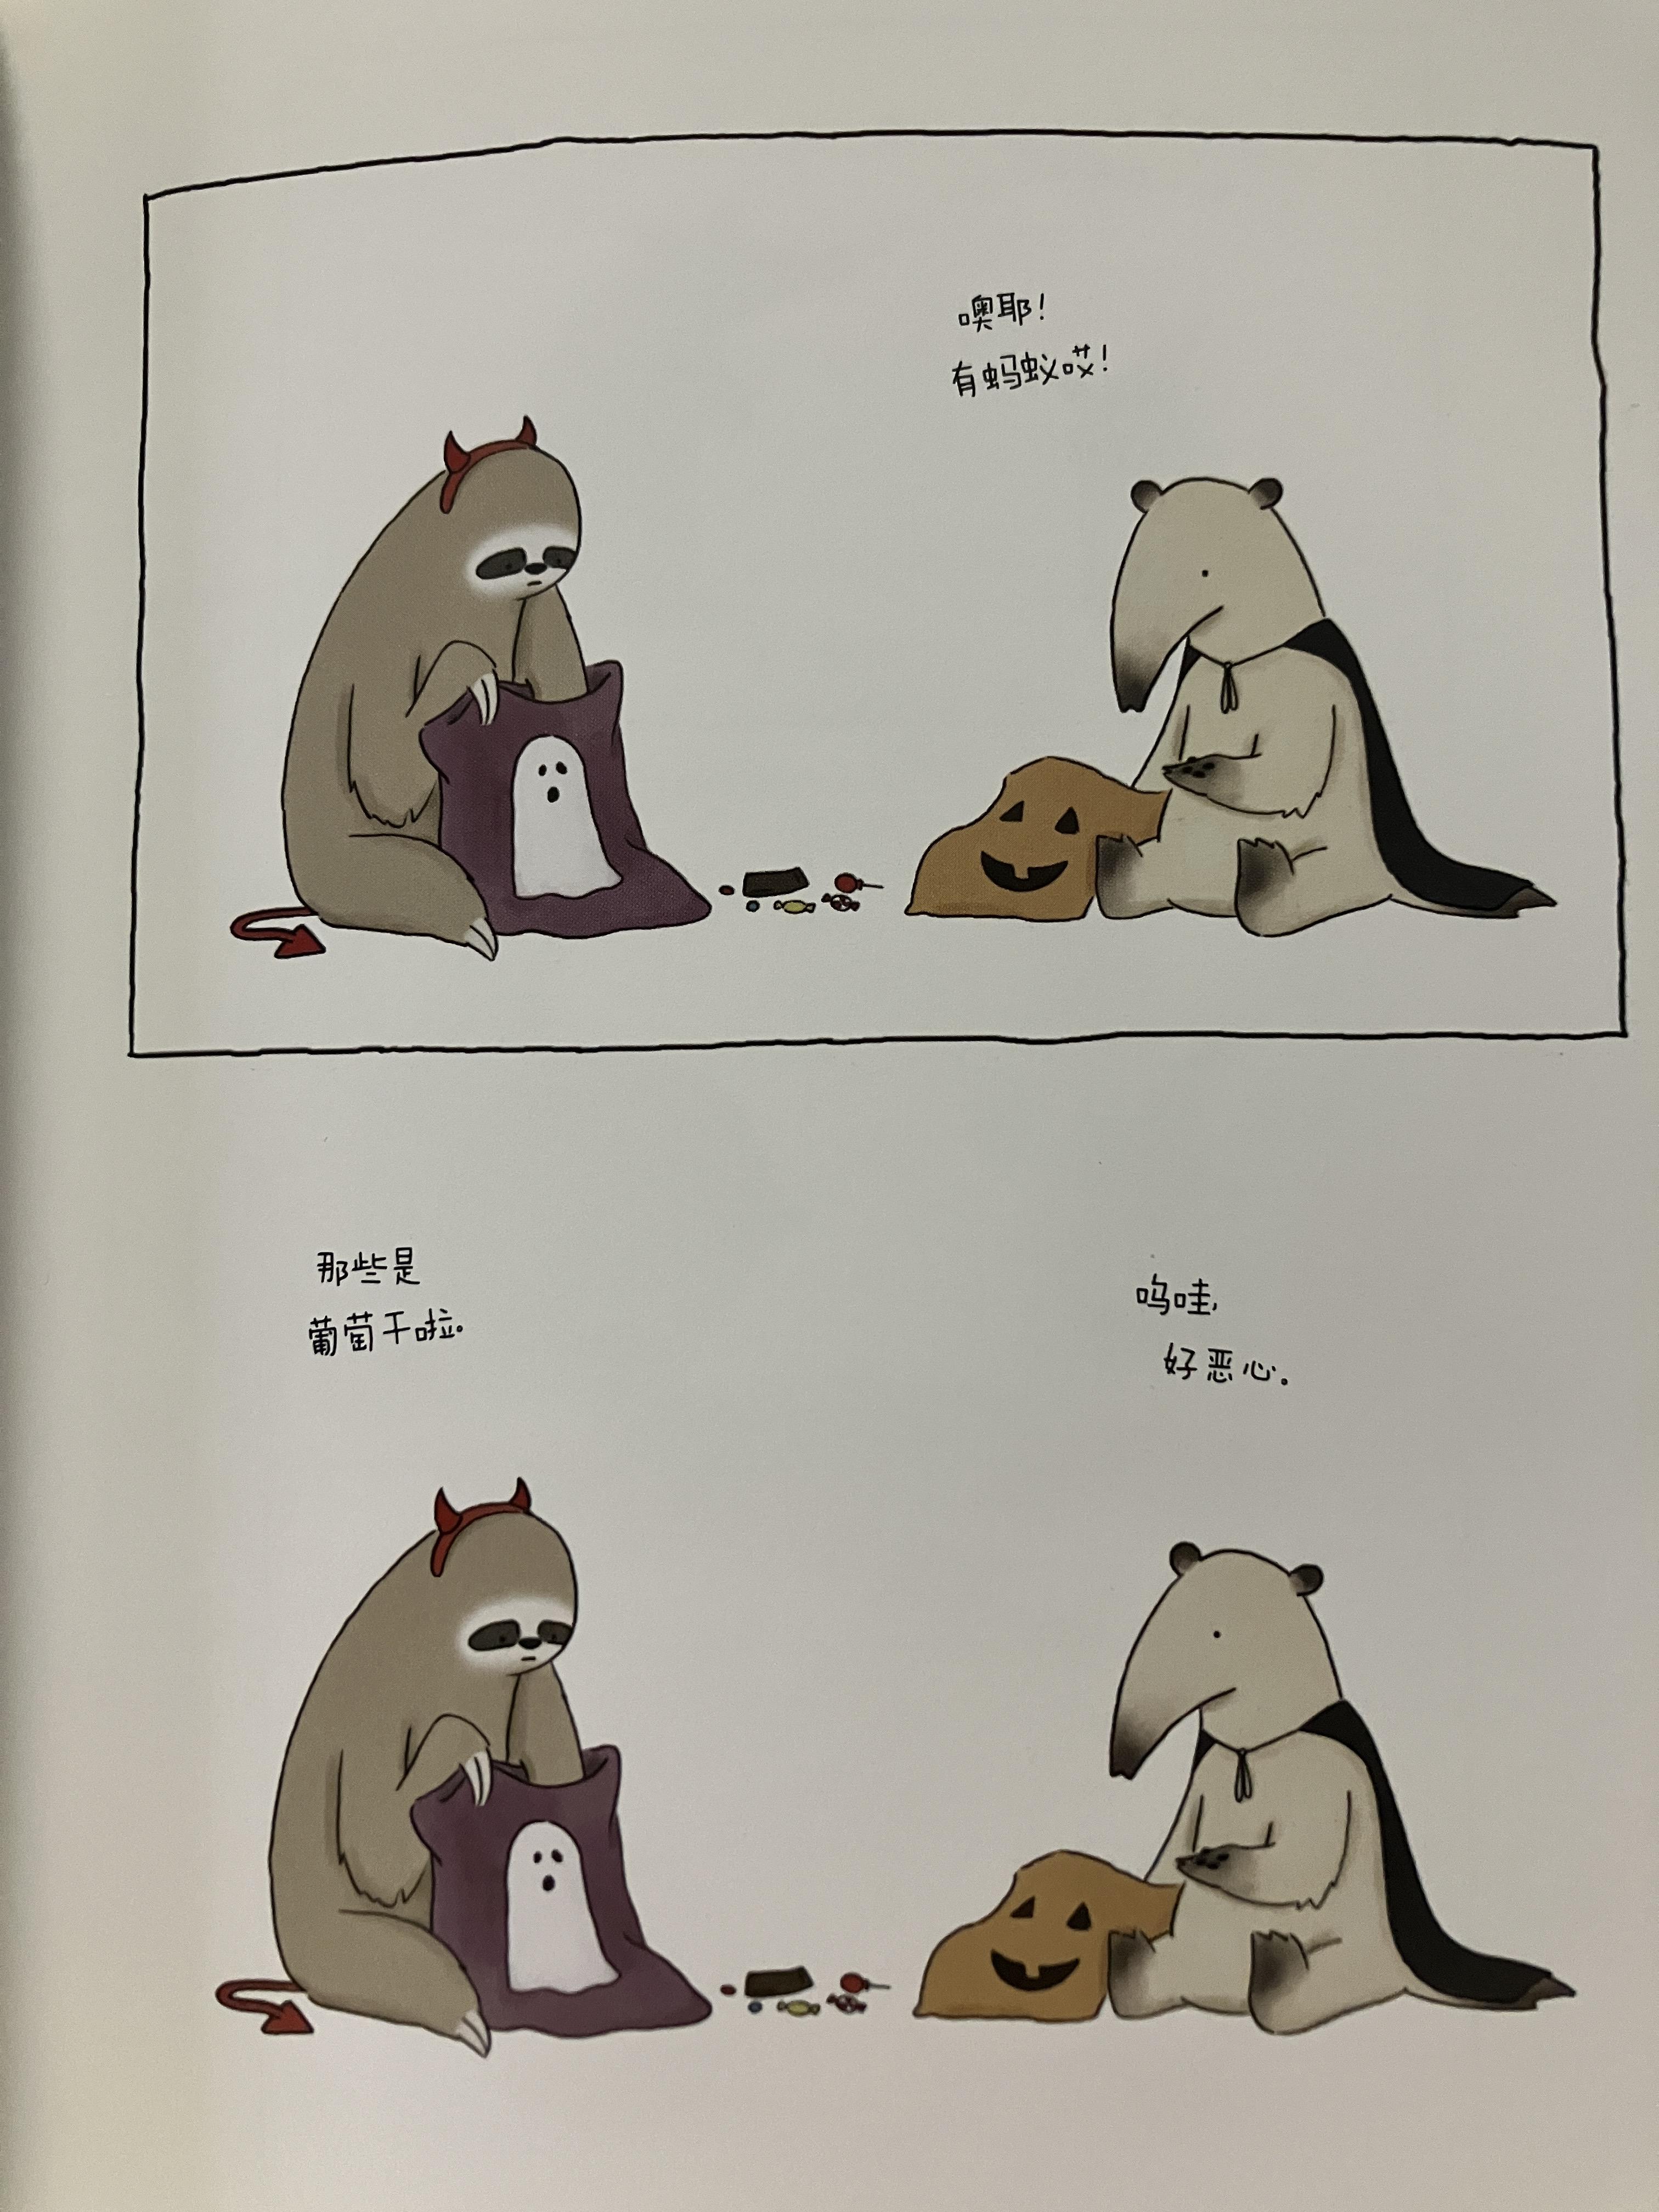 噢耶！
有蚂蚁哎！
那些是
葡萄干啦。
呜哇，
好恶心。